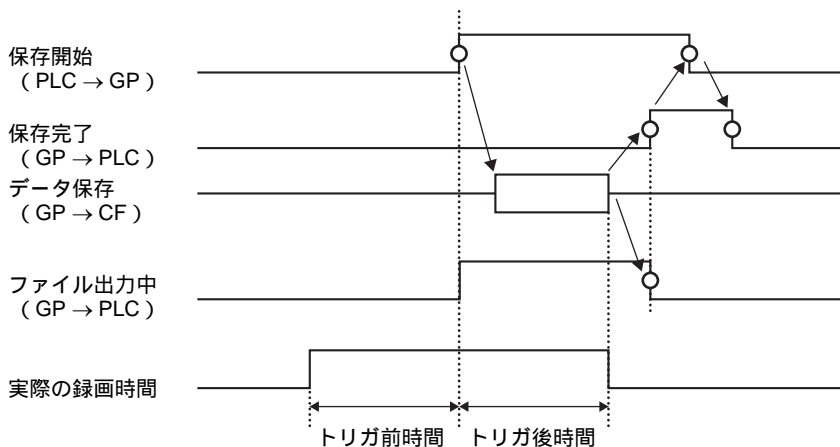 保存開始
（ PLC → GP ）
保存完了
（ GP → PLC ）
データ保存
（ GP → CF ）
ファイル出力中
（ GP → PLC ）
実際の録画時間
トリガ前時間
トリガ後時間